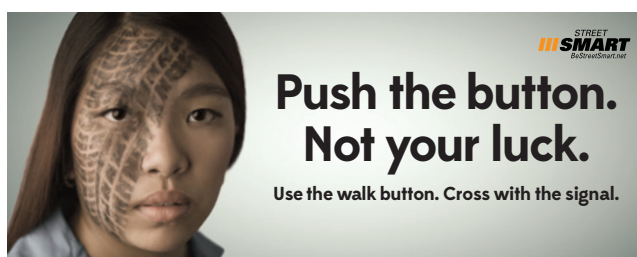 STREET
SMART
BeStreetSmart.net
Push the button.
Not your luck.
Use the walk button. Cross with the signal.